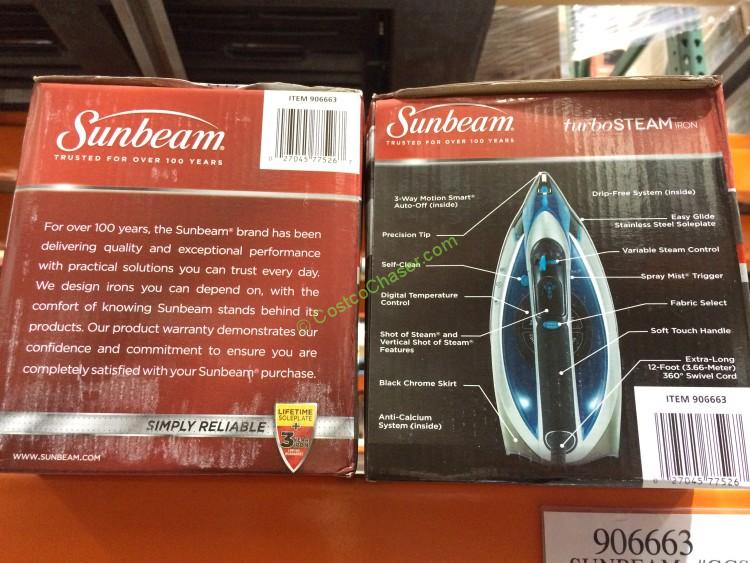 ITEM 906663
Sunbeam®
TRUSTED FOR OVER 100 YEARS
0 27045 77526 7
For over 100 years, the Sunbeam® brand has been
delivering quality and exceptional performance
with practical solutions you can trust every day.
We design irons you can depend on, with the
comfort of knowing Sunbeam stands behind its
products. Our product warranty demonstrates our
confidence and commitment to ensure you are
completely satisfied with your Sunbeam® purchase.
SIMPLY RELIABLE
LIFETIME
SOLEPLATE
+
3
WWW.SUNBEAM.COM
Sunbeam®
TRUSTED FOR OVER 100 YEARS
turboSTEAM IRON
3-Way Motion Smart®
Auto-Off (inside)
Precision Tip
Self-Clean
Digital Temperature
Control
Shot of Steam® and
Vertical Shot of Steam®
Features
Black Chrome Skirt
Anti-Calcium
System (inside)
Drip-Free System (inside)
Easy Glide
Stainless Steel Soleplate
Variable Steam Control
Spray Mist® Trigger
Fabric Select
Soft Touch Handle
Extra-Long
12-Foot (3.66-Meter)
360° Swivel Cord
ITEM 906663
0 27045 77526
© CostcoChaser.com
906663
SUNBEAM